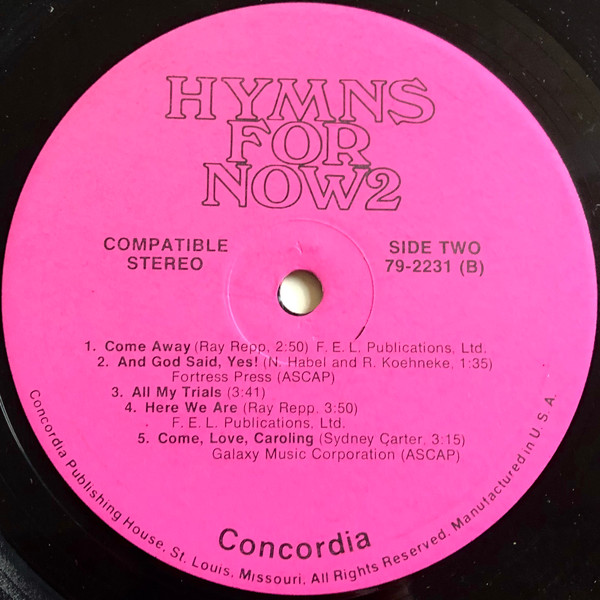 HYMNS
FOR
NOW2
COMPATIBLE
STEREO
SIDE TWO
79-2231 (B)
1. Come Away (Ray Repp, 2:50) F. E. L. Publications, Ltd.
2. And God Said, Yes! (N. Habel and R. Koehneke, 1:35)
Fortress Press (ASCAP)
3. All My Trials (3:41)
4. Here We Are (Ray Repp, 3:50)
F. E. L. Publications, Ltd.
5. Come, Love, Caroling (Sydney Carter, 3:15)
Galaxy Music Corporation (ASCAP)
Concordia
Concordia Publishing House, St. Louis, Missouri, All Rights Reserved. Manufactured in U. S. A.